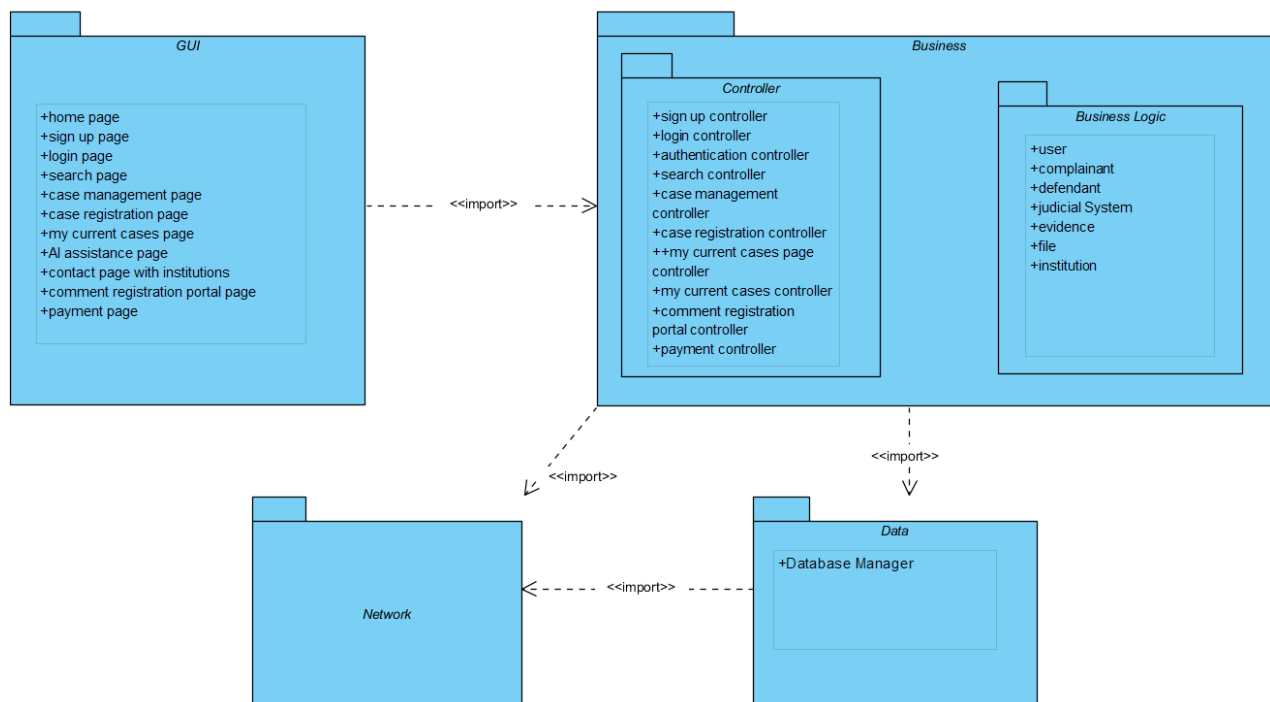 GUI
+home page
+sign up page
+login page
+search page
+case management page
+case registration page
+my current cases page
+AI assistance page
+contact page with institutions
+comment registration portal page
+payment page
<<import>>
Business
Controller
+sign up controller
+login controller
+authentication controller
+search controller
+case management
controller
+case registration controller
++my current cases page
controller
+my current cases controller
+comment registration
portal controller
+payment controller
Business Logic
+user
+complainant
+defendant
+judicial System
+evidence
+file
+institution
<<import>>
<<import>>
Network
<<import>>
Data
+Database Manager